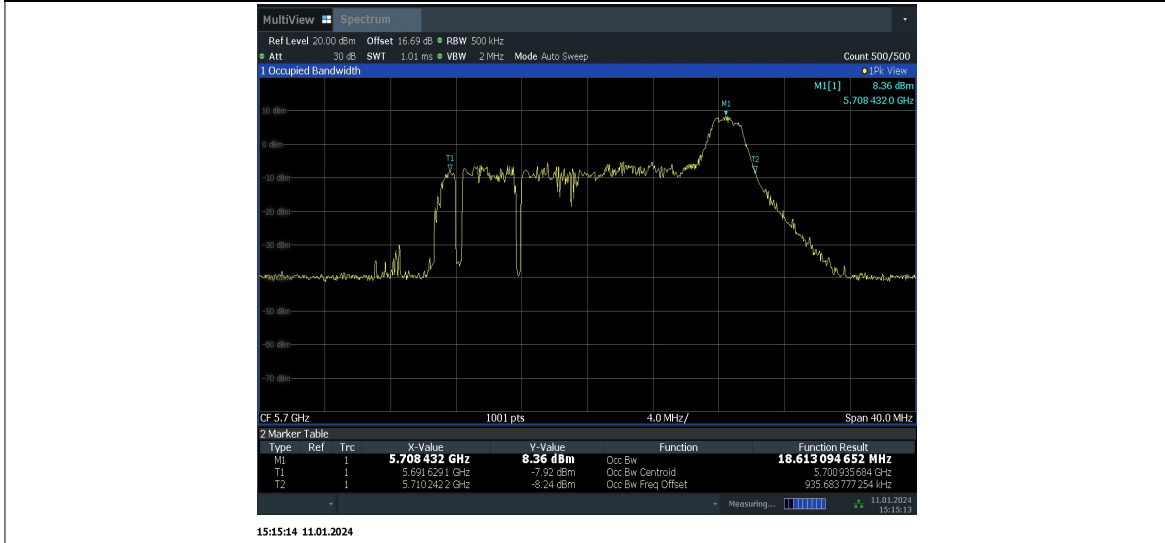 MultiView Spectrum
Ref Level 20.00 dBm Offset 16.69 dB RBW 500 kHz
Att 30 dB SWT 1.01 ms VBW 2 MHz Mode Auto Sweep Count 500/500
1 Occupied Bandwidth 1Pk View
M1[1] 8.36 dBm
5.708 432 0 GHz
M1
10 dBm
0 dBm
T1
T2
-10 dBm
-20 dBm
-30 dBm
-50 dBm
-60 dBm
-70 dBm
CF 5.7 GHz 1001 pts 4.0 MHz/ Span 40.0 MHz
2 Marker Table
Type Ref Trc X-Value Y-Value Function Function Result
M1 1 5.708 432 GHz 8.36 dBm Occ Bw 18.613 094 652 MHz
T1 1 5.691 629 1 GHz -7.92 dBm Occ Bw Centroid 5.700 935 684 GHz
T2 1 5.710 242 2 GHz -8.24 dBm Occ Bw Freq Offset 935.683 777 254 kHz
Measuring... 11.01.2024
15:15:13
15:15:14 11.01.2024